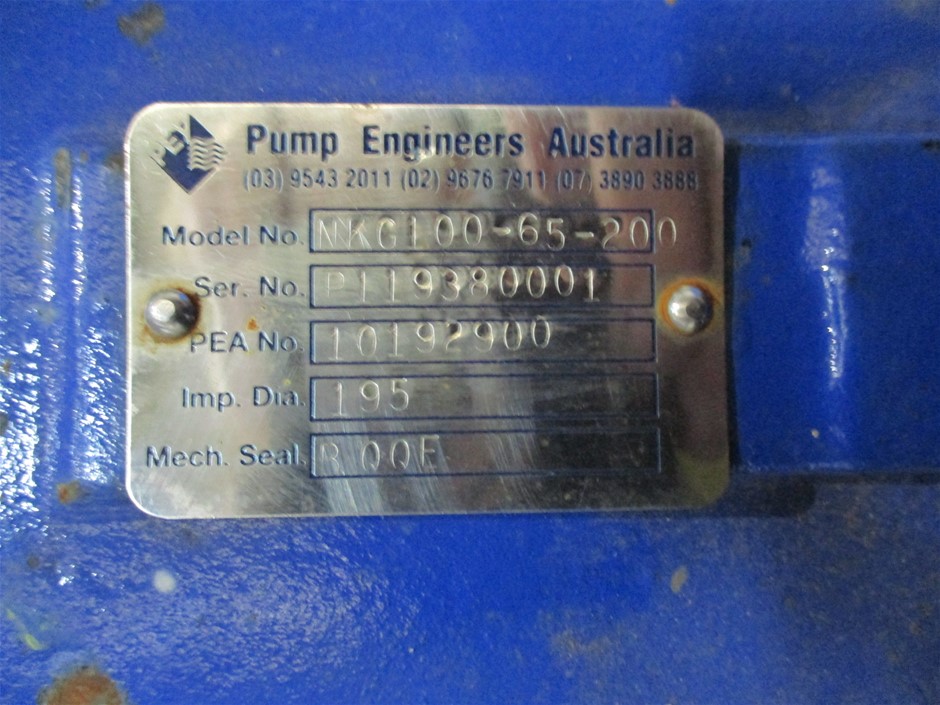 Pump Engineers Australia
(03) 9543 2011 (02) 9676 7911 (07) 3890 3888
Model No. NKG100-65-200
Ser. No. P119380001
PEA No. 10192900
Imp. Dia. 195
Mech. Seal. BQQE